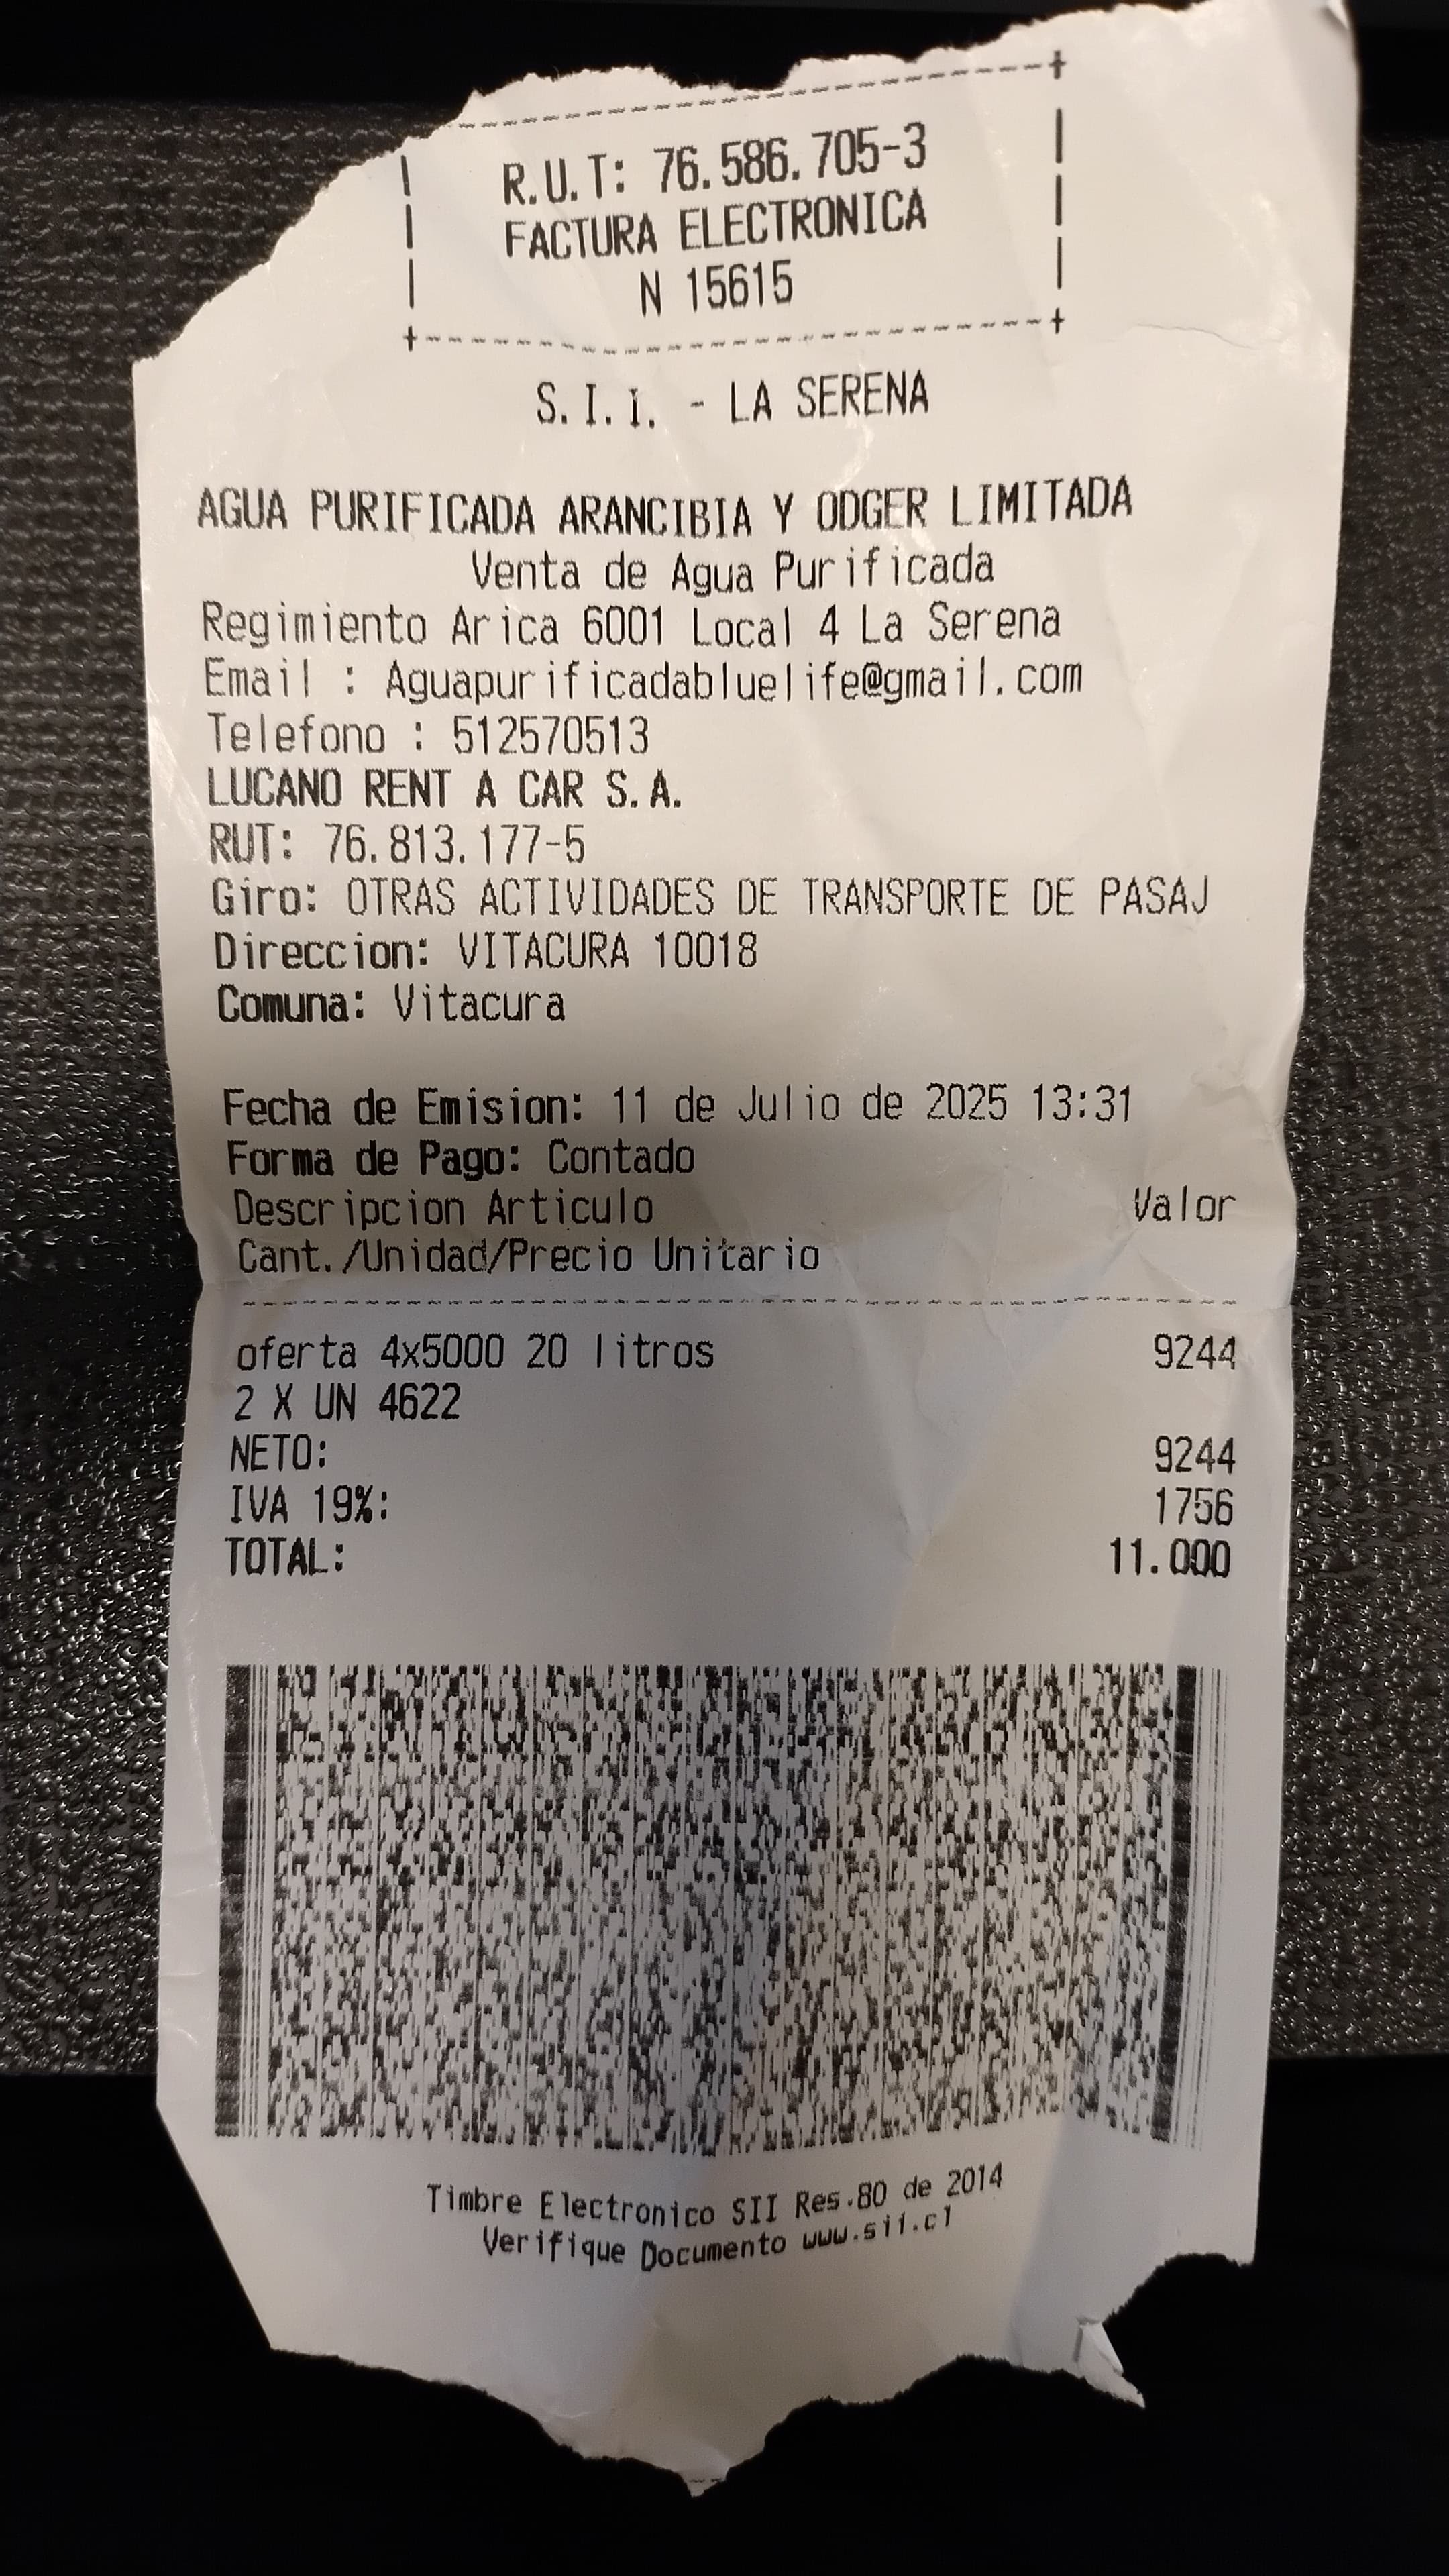 R.U.T: 76.586.705-3
FACTURA ELECTRONICA
N 15615
S.I.I. - LA SERENA
AGUA PURIFICADA ARANCIBIA Y ODGER LIMITADA
Venta de Agua Purificada
Regimiento Arica 6001 Local 4 La Serena
Email : Aguapurificadabluelife@gmail.com
Telefono : 512570513
LUCANO RENT A CAR S.A.
RUT: 76.813.177-5
Giro: OTRAS ACTIVIDADES DE TRANSPORTE DE PASAJ
Direccion: VITACURA 10018
Comuna: Vitacura
Fecha de Emision: 11 de Julio de 2025 13:31
Forma de Pago: Contado
Descripcion Articulo Valor
Cant./Unidad/Precio Unitario
oferta 4x5000 20 litros 9244
2 X UN 4622
NETO: 9244
IVA 19%: 1756
TOTAL: 11.000
Timbre Electronico SII Res.80 de 2014
Verifique Documento www.sii.cl